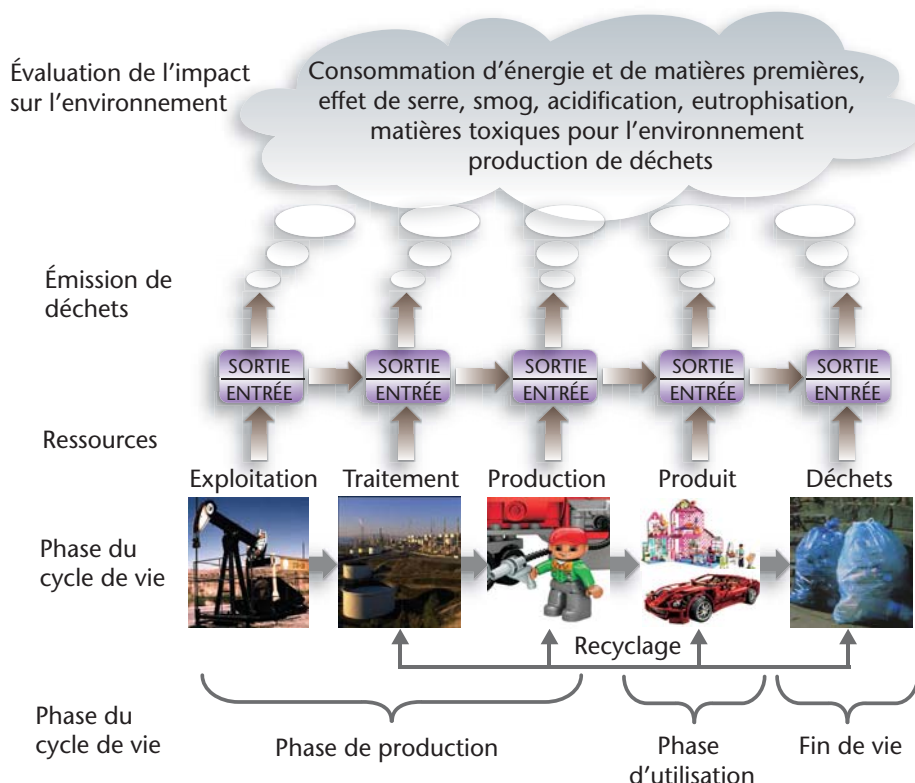 Évaluation de l'impact
sur l'environnement
Consommation d'énergie et de matières premières,
effet de serre, smog, acidification, eutrophisation,
matières toxiques pour l'environnement
production de déchets
Émission de
déchets
SORTIE
ENTRÉE
SORTIE
ENTRÉE
SORTIE
ENTRÉE
SORTIE
ENTRÉE
SORTIE
ENTRÉE
Ressources
Exploitation
Traitement
Production
Produit
Déchets
Phase du
cycle de vie
Recyclage
Phase du
cycle de vie
Phase de production
Phase
d'utilisation
Fin de vie